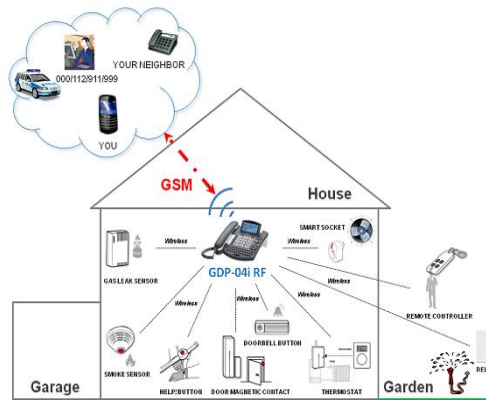 YOUR NEIGHBOR
000/112/911/999
YOU
GSM
House
SMART SOCKET
Wireless
Wireless
GDP-04i RF
GAS LEAK SENSOR
Wireless
Wireless
Wireless
Wireless
REMOTE CONTROLLER
DOORBELL BUTTON
SMOKE SENSOR
HELP! BUTTON
DOOR MAGNETIC CONTACT
THERMOSTAT
Garage
Garden